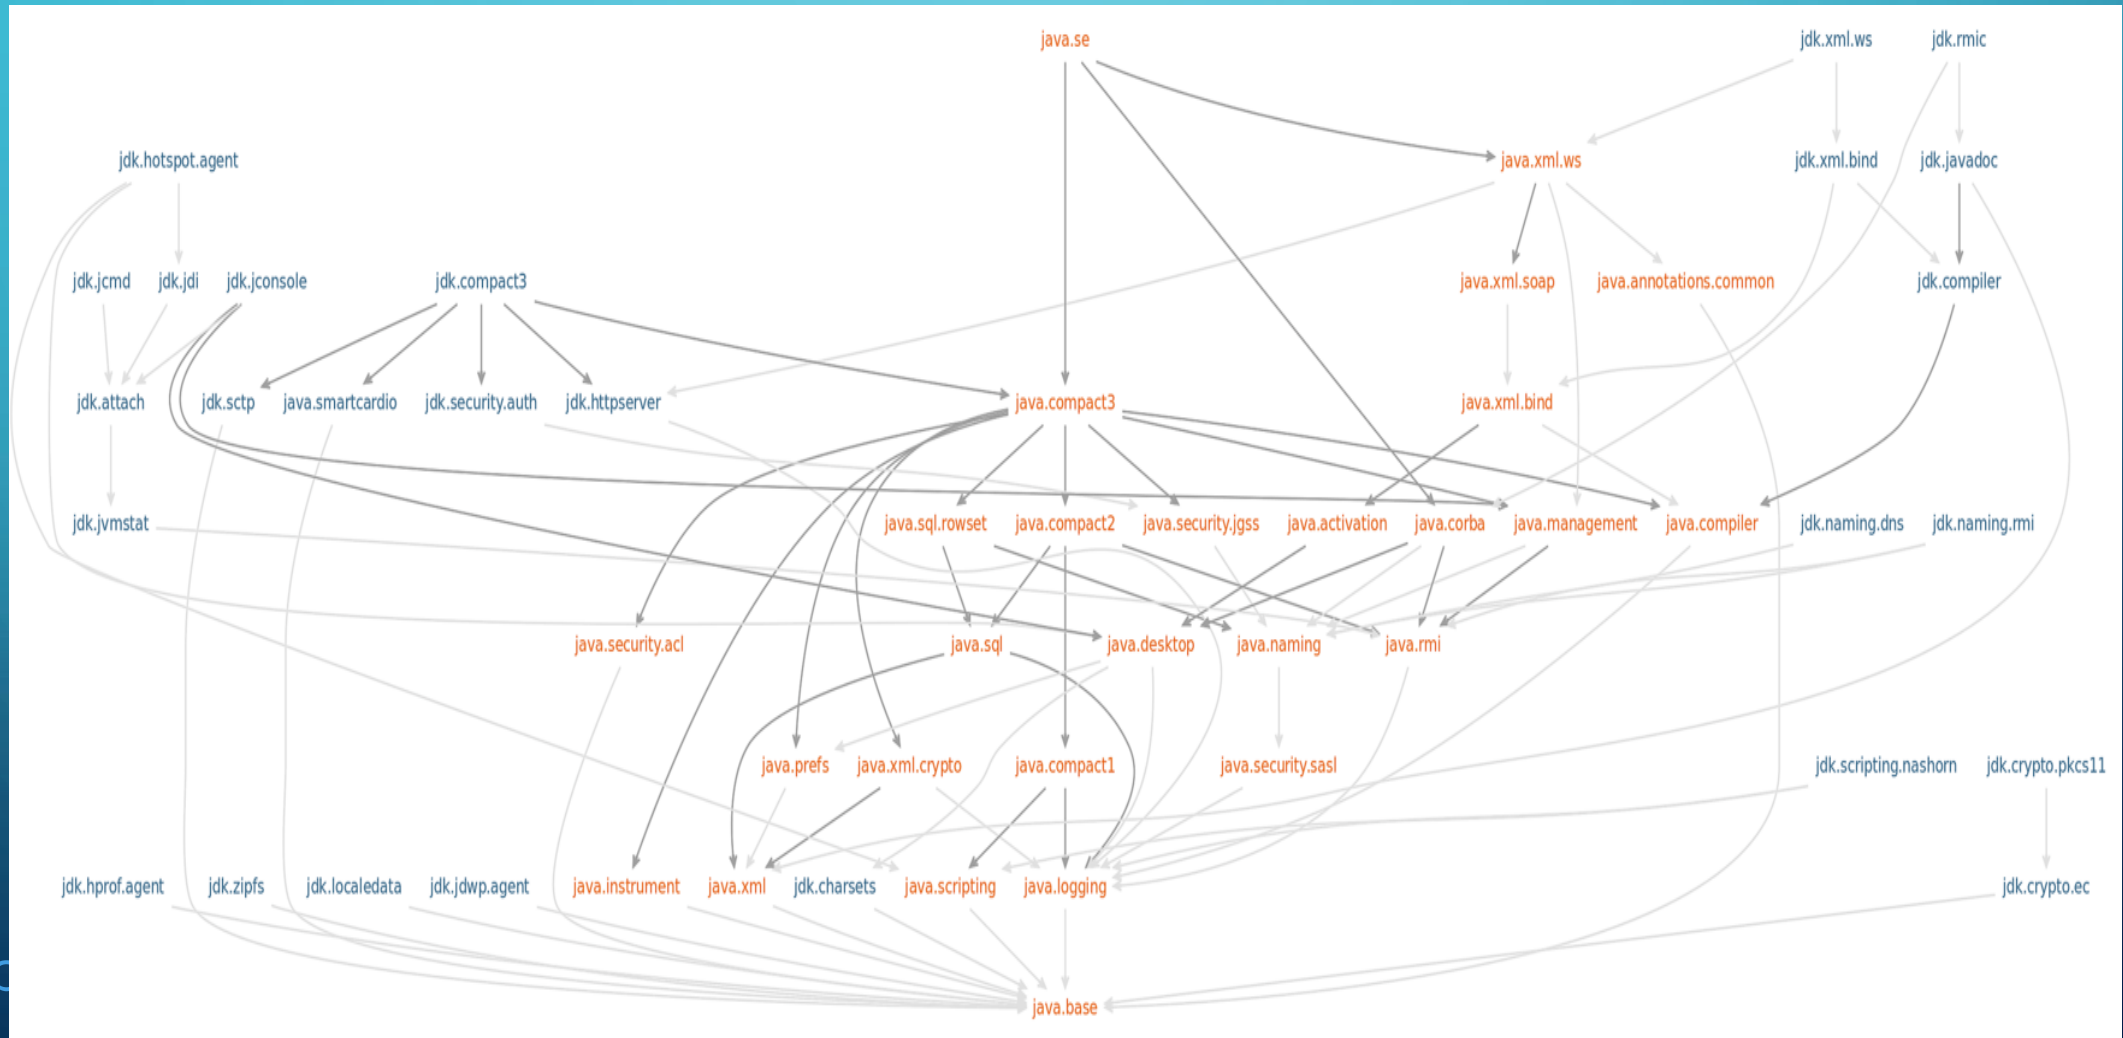 java.se
jdk.xml.ws
jdk.rmic
jdk.hotspot.agent
java.xml.ws
jdk.xml.bind
jdk.javadoc
jdk.jcmd
jdk.jdi
jdk.jconsole
jdk.compact3
java.xml.soap
java.annotations.common
jdk.compiler
jdk.attach
jdk.sctp
java.smartcardio
jdk.security.auth
jdk.httpserver
java.compact3
java.xml.bind
jdk.jvmstat
java.sql.rowset
java.compact2
java.security.jgss
java.activation
java.corba
java.management
java.compiler
jdk.naming.dns
jdk.naming.rmi
java.security.acl
java.sql
java.desktop
java.naming
java.rmi
java.prefs
java.xml.crypto
java.compact1
java.security.sasl
jdk.scripting.nashorn
jdk.crypto.pkcs11
jdk.hprof.agent
jdk.zipfs
jdk.localedata
jdk.jdwp.agent
java.instrument
java.xml
jdk.charsets
java.scripting
java.logging
jdk.crypto.ec
java.base